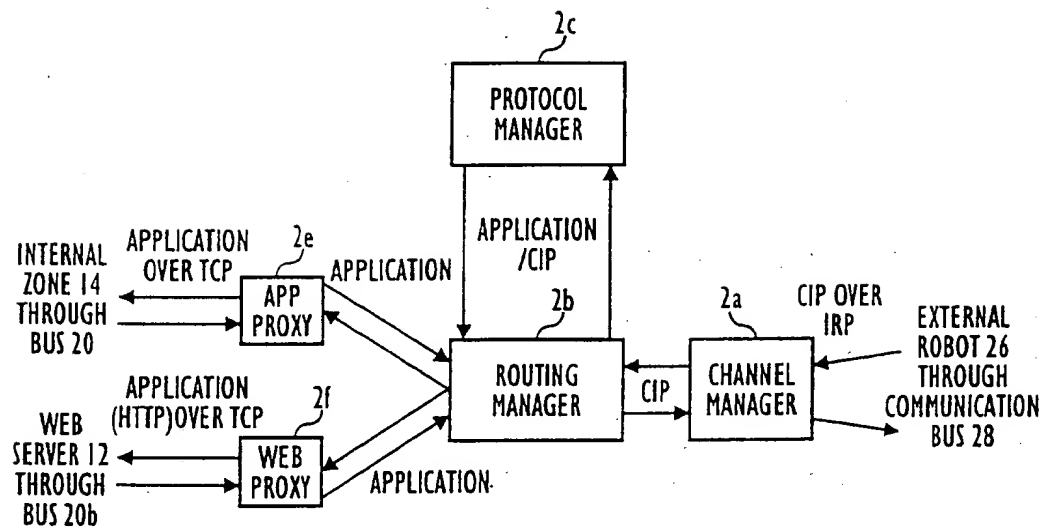 2c
PROTOCOL
MANAGER
APPLICATION
/CIP
INTERNAL
ZONE 14
THROUGH
BUS 20
APPLICATION
OVER TCP
2e
APP
PROXY
APPLICATION
2b
ROUTING
MANAGER
CIP
2a
CHANNEL
MANAGER
CIP OVER
IRP
EXTERNAL
ROBOT 26
THROUGH
COMMUNICATION
BUS 28
APPLICATION
(HTTP)OVER TCP
WEB
SERVER 12
THROUGH
BUS 20b
2f
WEB
PROXY
APPLICATION